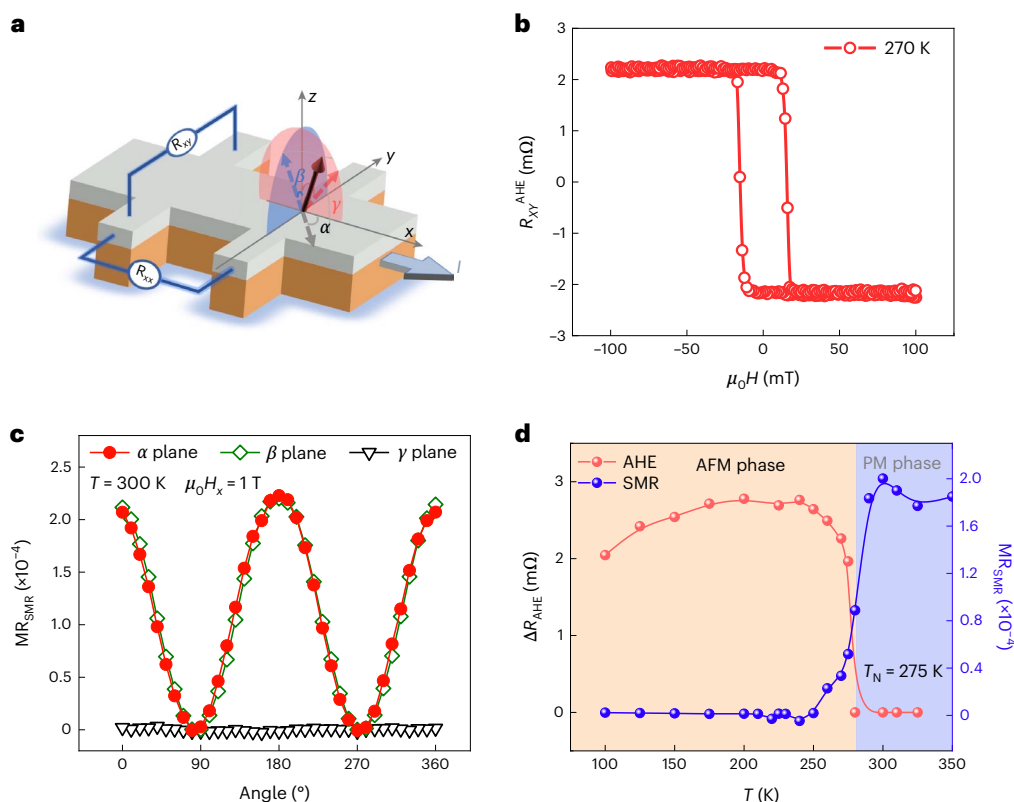 a
z
y
x
R_xy
R_xx
β
γ
α
I
b
270 K
3
2
1
0
−1
−2
−3
R_XY^AHE (mΩ)
−100 −50 0 50 100
μ₀H (mT)
c
α plane β plane γ plane
T = 300 K μ₀H_x = 1 T
2.5
2.0
1.5
1.0
0.5
0
MR_SMR (×10⁻⁴)
0 90 180 270 360
Angle (°)
d
AHE
SMR
AFM phase
PM phase
3
2
1
0
ΔR_AHE (mΩ)
2.0
1.6
1.2
0.8
0.4
0
MR_SMR (×10⁻⁴)
T_N = 275 K
100 150 200 250 300 350
T (K)